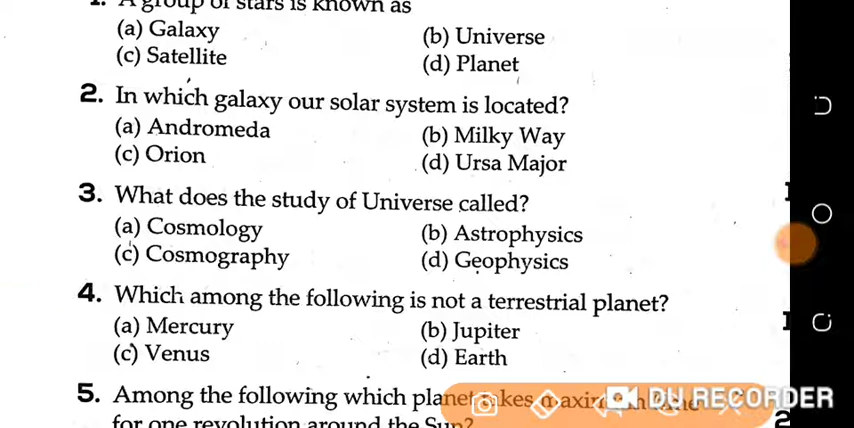 1. A group of stars is known as
(a) Galaxy (b) Universe
(c) Satellite (d) Planet
2. In which galaxy our solar system is located?
(a) Andromeda (b) Milky Way
(c) Orion (d) Ursa Major
3. What does the study of Universe called?
(a) Cosmology (b) Astrophysics
(c) Cosmography (d) Geophysics
4. Which among the following is not a terrestrial planet?
(a) Mercury (b) Jupiter
(c) Venus (d) Earth
5. Among the following which planet takes
for one revolution around the Sun?
DU RECORDER